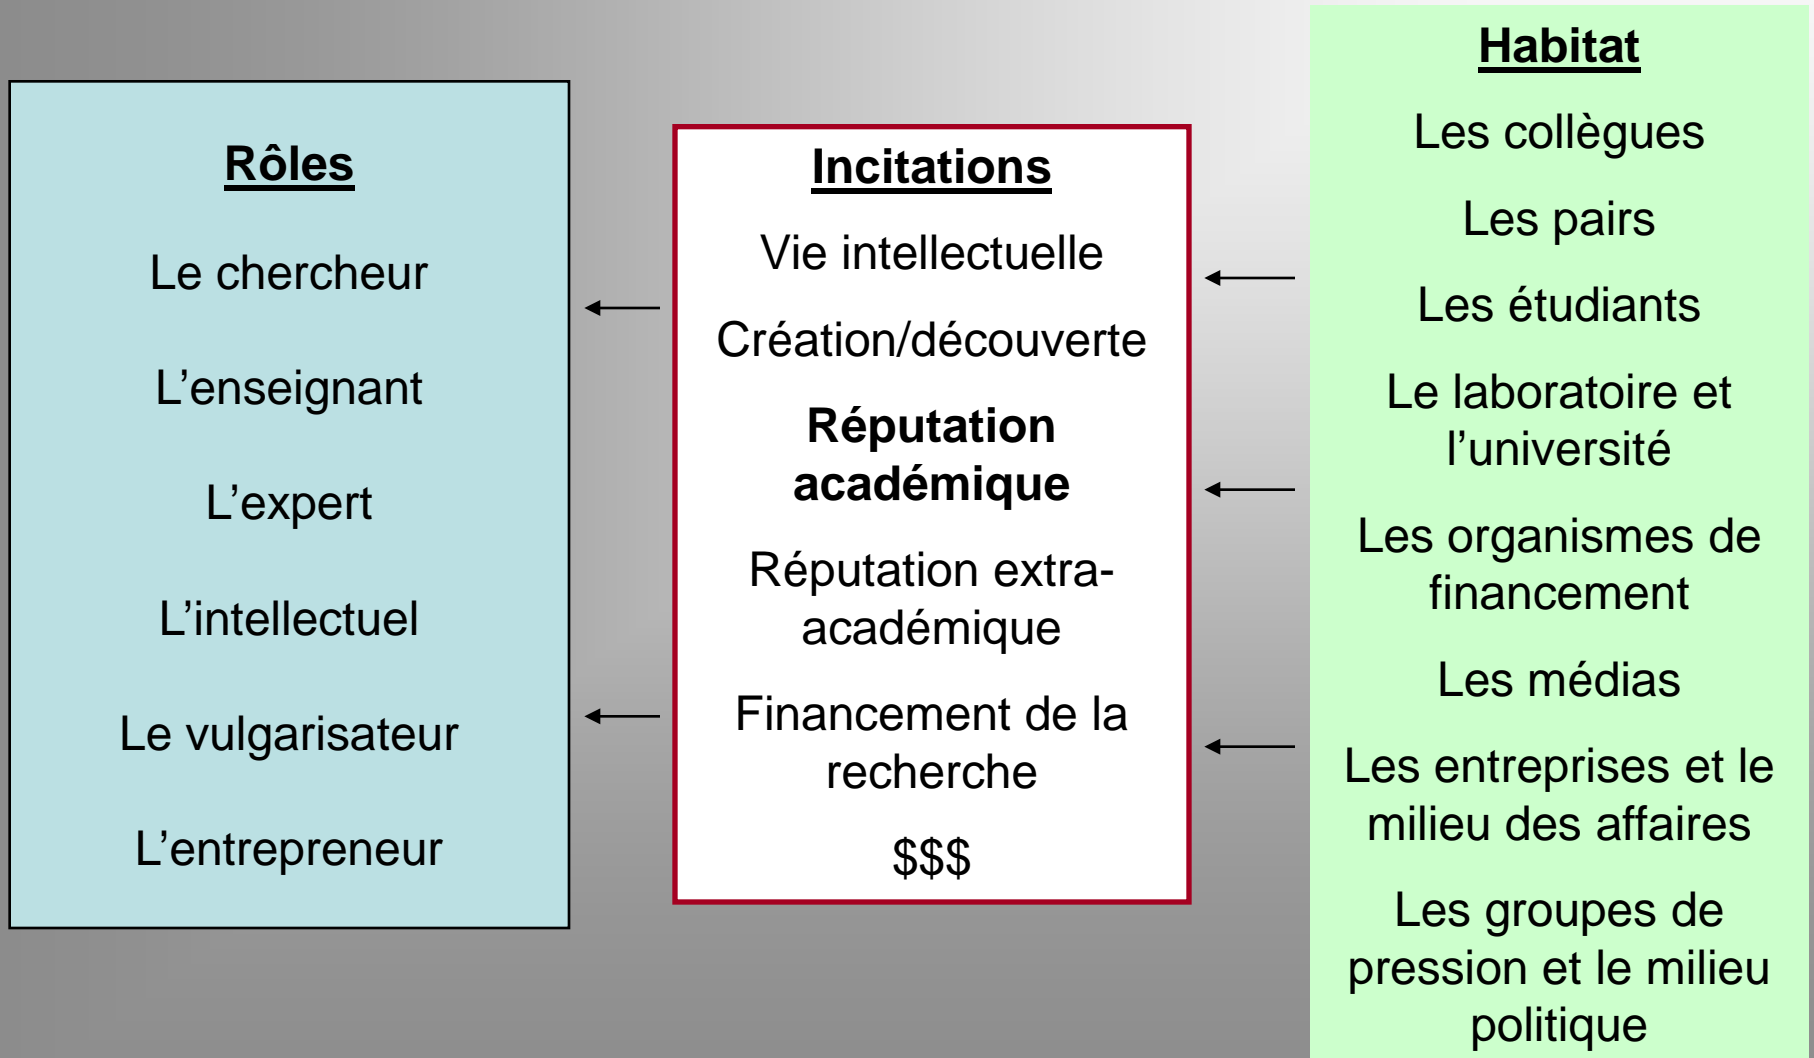 Rôles
Le chercheur
L’enseignant
L’expert
L’intellectuel
Le vulgarisateur
L’entrepreneur
Incitations
Vie intellectuelle
Création/découverte
Réputation
académique
Réputation extra-
académique
Financement de la
recherche
$$$
Habitat
Les collègues
Les pairs
Les étudiants
Le laboratoire et
l’université
Les organismes de
financement
Les médias
Les entreprises et le
milieu des affaires
Les groupes de
pression et le milieu
politique